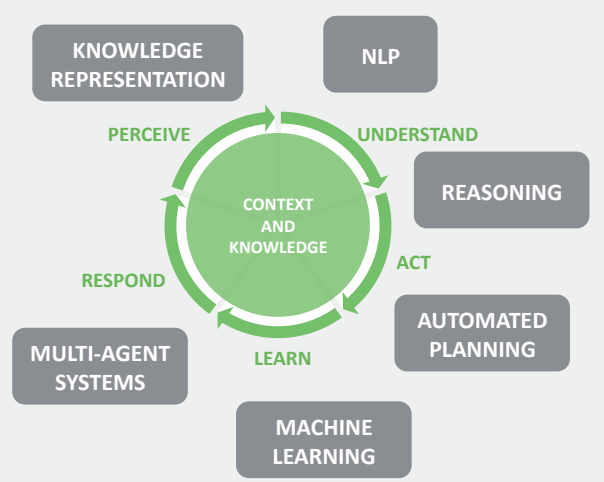 KNOWLEDGE
REPRESENTATION
NLP
PERCEIVE
UNDERSTAND
REASONING
CONTEXT
AND
KNOWLEDGE
ACT
RESPOND
AUTOMATED
PLANNING
MULTI-AGENT
SYSTEMS
LEARN
MACHINE
LEARNING